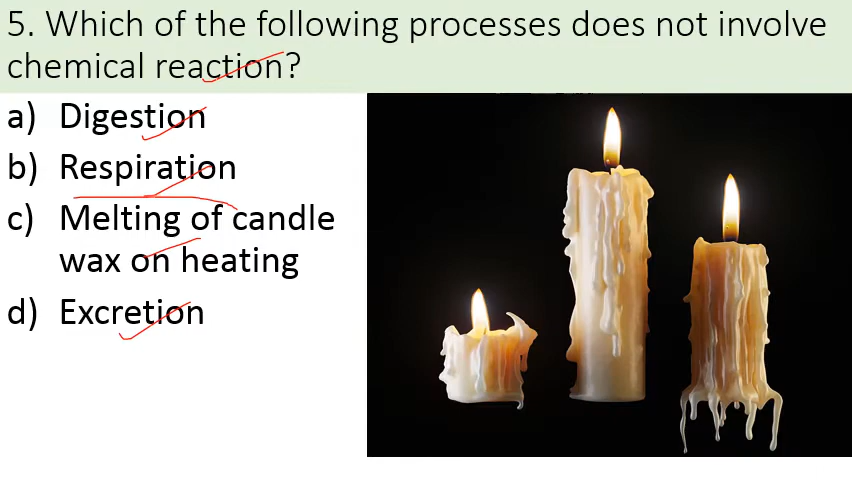 5. Which of the following processes does not involve
chemical reaction?
a) Digestion
b) Respiration
c) Melting of candle
wax on heating
d) Excretion